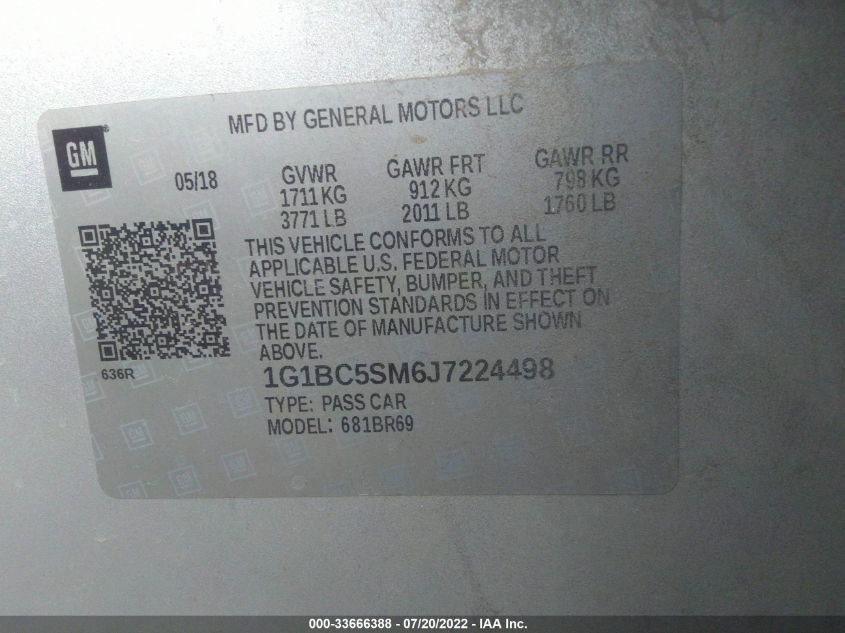 MFD BY GENERAL MOTORS LLC
GM
05/18
GVWR GAWR FRT GAWR RR
1711 KG 912 KG 798 KG
3771 LB 2011 LB 1760 LB
THIS VEHICLE CONFORMS TO ALL
APPLICABLE U.S. FEDERAL MOTOR
VEHICLE SAFETY, BUMPER, AND THEFT
PREVENTION STANDARDS IN EFFECT ON
THE DATE OF MANUFACTURE SHOWN
ABOVE.
636R
1G1BC5SM6J7224498
TYPE: PASS CAR
MODEL: 681BR69
000-33666388 - 07/20/2022 - IAA Inc.